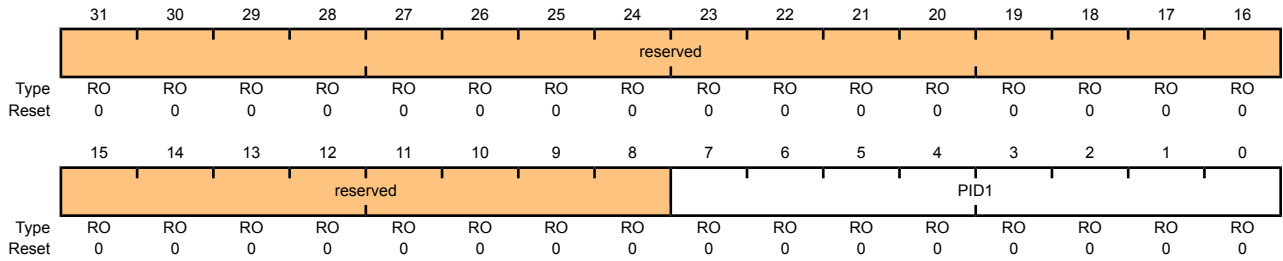 31 30 29 28 27 26 25 24 23 22 21 20 19 18 17 16
reserved
Type RO RO RO RO RO RO RO RO RO RO RO RO RO RO RO RO
Reset 0 0 0 0 0 0 0 0 0 0 0 0 0 0 0 0
15 14 13 12 11 10 9 8 7 6 5 4 3 2 1 0
reserved PID1
Type RO RO RO RO RO RO RO RO RO RO RO RO RO RO RO RO
Reset 0 0 0 0 0 0 0 0 0 0 0 0 0 0 0 0